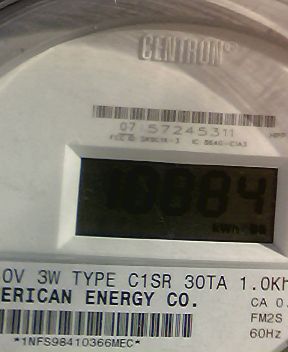 CENTRON®
07 57245311
10884
kWh
0V 3W TYPE C1SR 30TA 1.0Kh
ERICAN ENERGY CO.
CA 0.
FM2S
60Hz
*1NFS98410366MEC*